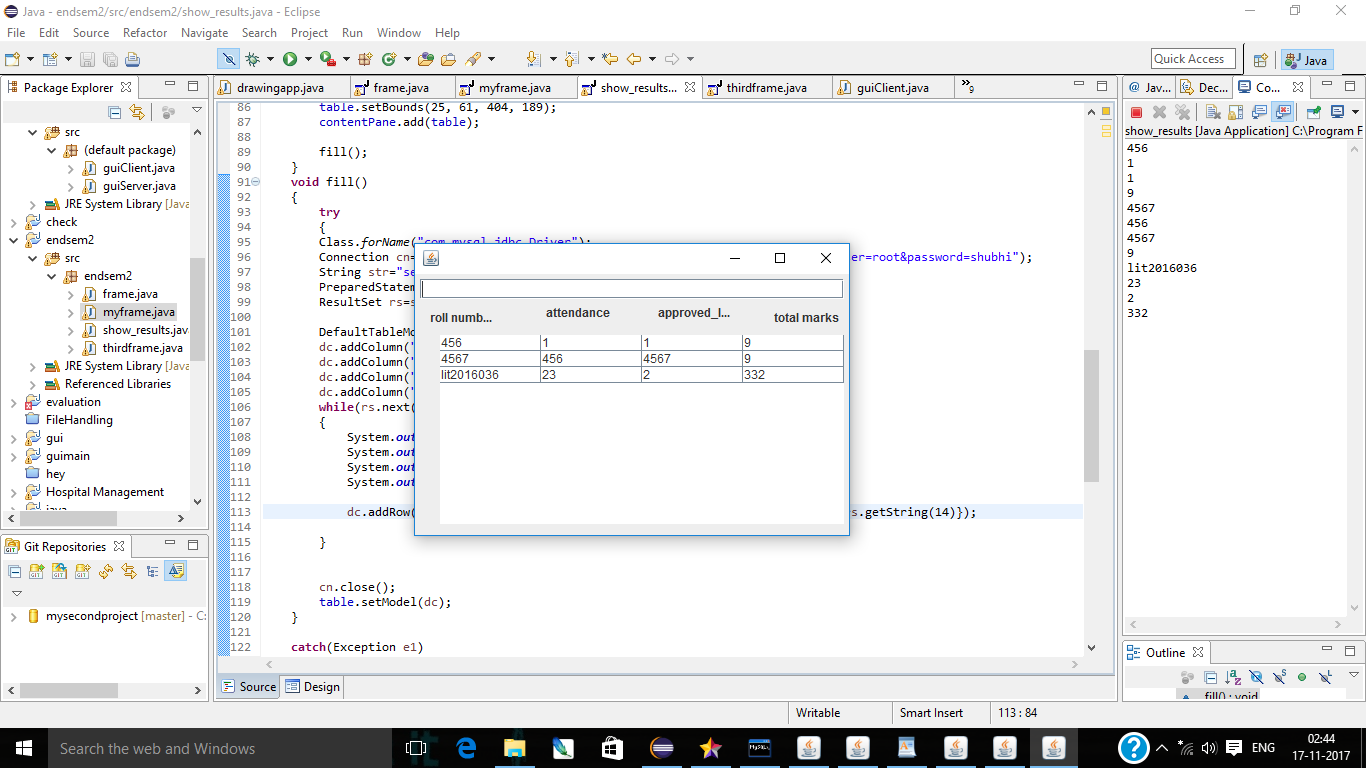 Java - endsem2/src/endsem2/show_results.java - Eclipse
File Edit Source Refactor Navigate Search Project Run Window Help
Quick Access
Java
Package Explorer
src
(default package)
guiClient.java
guiServer.java
JRE System Library [Java
check
endsem2
src
endsem2
frame.java
myframe.java
show_results.jav
thirdframe.java
JRE System Library [Java
Referenced Libraries
evaluation
FileHandling
gui
guimain
hey
Hospital Management
java
Git Repositories
mysecondproject [master] - C:
drawingapp.java frame.java myframe.java show_results.... thirdframe.java guiClient.java »9
86 table.setBounds(25, 61, 404, 189);
87 contentPane.add(table);
88
89 fill();
90 }
91 void fill()
92 {
93 try
94 {
95 Class.forName("com.mysql.jdbc.Driver");
96 Connection cn= er=root&password=shubhi");
97 String str="se
98 PreparedStatem
99 ResultSet rs=s
100
101 DefaultTableMo
102 dc.addColumn("
103 dc.addColumn("
104 dc.addColumn("
105 dc.addColumn("
106 while(rs.next(
107 {
108 System.out
109 System.out
110 System.out
111 System.out
112
113 dc.addRow( s.getString(14)});
114
115 }
116
117
118 cn.close();
119 table.setModel(dc);
120 }
121
122 catch(Exception e1)
Source Design
roll numb... attendance approved_l... total marks
456 1 1 9
4567 456 4567 9
lit2016036 23 2 332
@ Jav... Dec... Co...
show_results [Java Application] C:\Program F
456
1
1
9
4567
456
4567
9
lit2016036
23
2
332
Outline
fill() : void
Writable Smart Insert 113 : 84
Search the web and Windows
ENG
02:44
17-11-2017